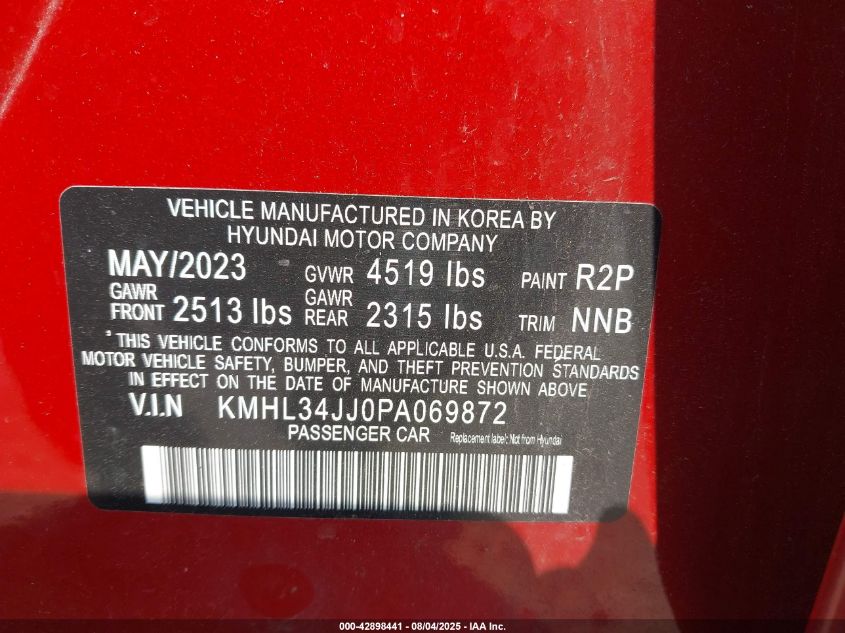 VEHICLE MANUFACTURED IN KOREA BY
HYUNDAI MOTOR COMPANY
MAY/2023 GVWR 4519 lbs PAINT R2P
GAWR FRONT 2513 lbs GAWR REAR 2315 lbs TRIM NNB
THIS VEHICLE CONFORMS TO ALL APPLICABLE U.S.A. FEDERAL
MOTOR VEHICLE SAFETY, BUMPER, AND THEFT PREVENTION STANDARDS
IN EFFECT ON THE DATE OF MANUFACTURE SHOWN ABOVE
V.I.N KMHL34JJ0PA069872
PASSENGER CAR Replacement label: Not from Hyundai
000-42898441 - 08/04/2025 - IAA Inc.